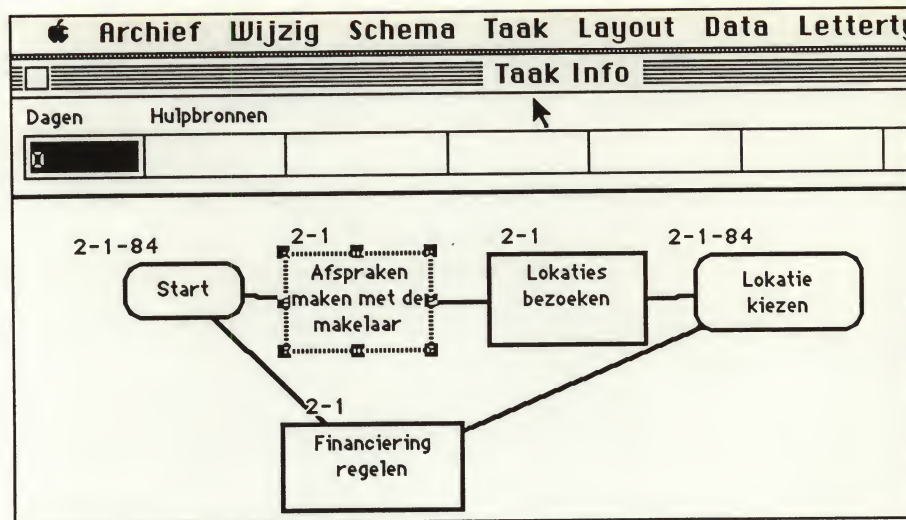 Archief Wijzig Schema Taak Layout Data Letterty
Taak Info
Dagen Hulpbronnen
0
2-1-84 2-1 2-1 2-1-84
Start
Afspraken
maken met de
makelaar
Lokaties
bezoeken
Lokatie
kiezen
2-1
Financiering
regelen